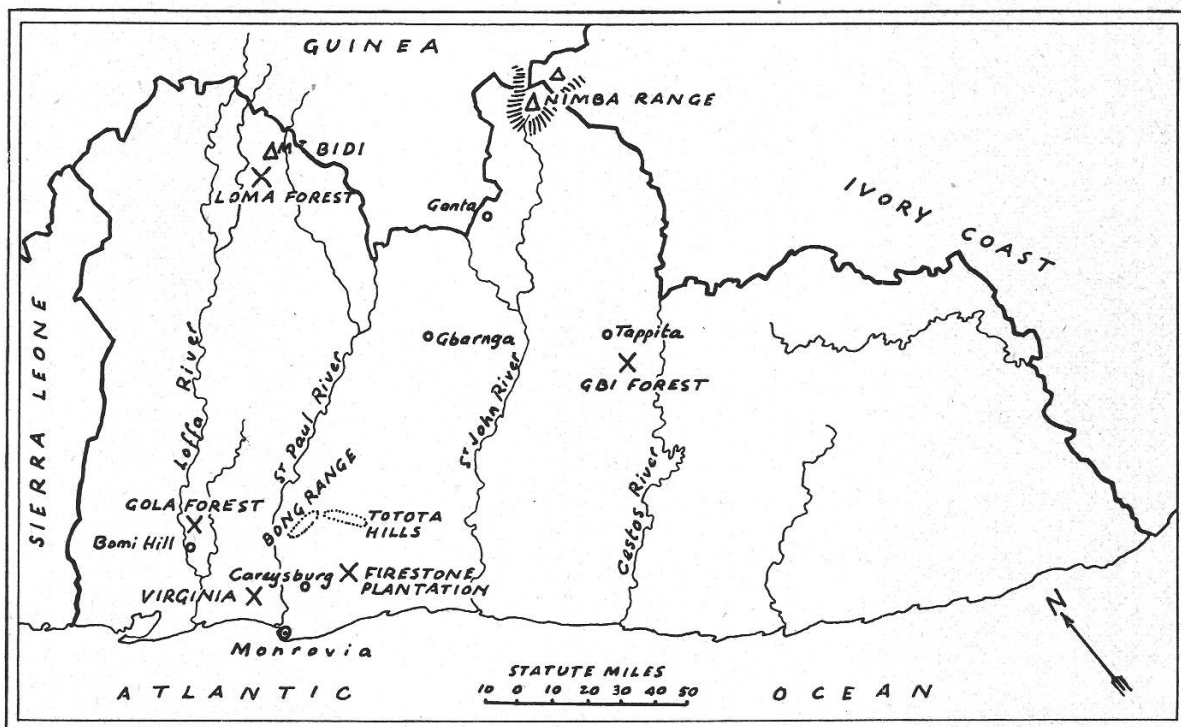 GUINEA
NIMBA RANGE
MT BIDI
LOMA FOREST
Ganta
IVORY COAST
SIERRA LEONE
Loffa River
St Paul River
Gbarnga
St John River
Tappita
GBI FOREST
Castos River
GOLA FOREST
Bomi Hill
BONG RANGE
TOTOTA
HILLS
Careysburg
FIRESTONE
PLANTATION
VIRGINIA
Monrovia
N
STATUTE MILES
10 0 10 20 30 40 50
ATLANTIC OCEAN